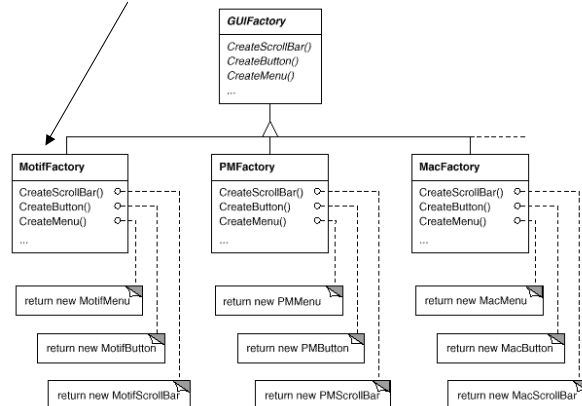 GUIFactory
CreateScrollBar()
CreateButton()
CreateMenu()
...
MotifFactory
CreateScrollBar()
CreateButton()
CreateMenu()
...
PMFactory
CreateScrollBar()
CreateButton()
CreateMenu()
...
MacFactory
CreateScrollBar()
CreateButton()
CreateMenu()
...
return new MotifMenu
return new PMMenu
return new MacMenu
return new MotifButton
return new PMButton
return new MacButton
return new MotifScrollBar
return new PMScrollBar
return new MacScrollBar